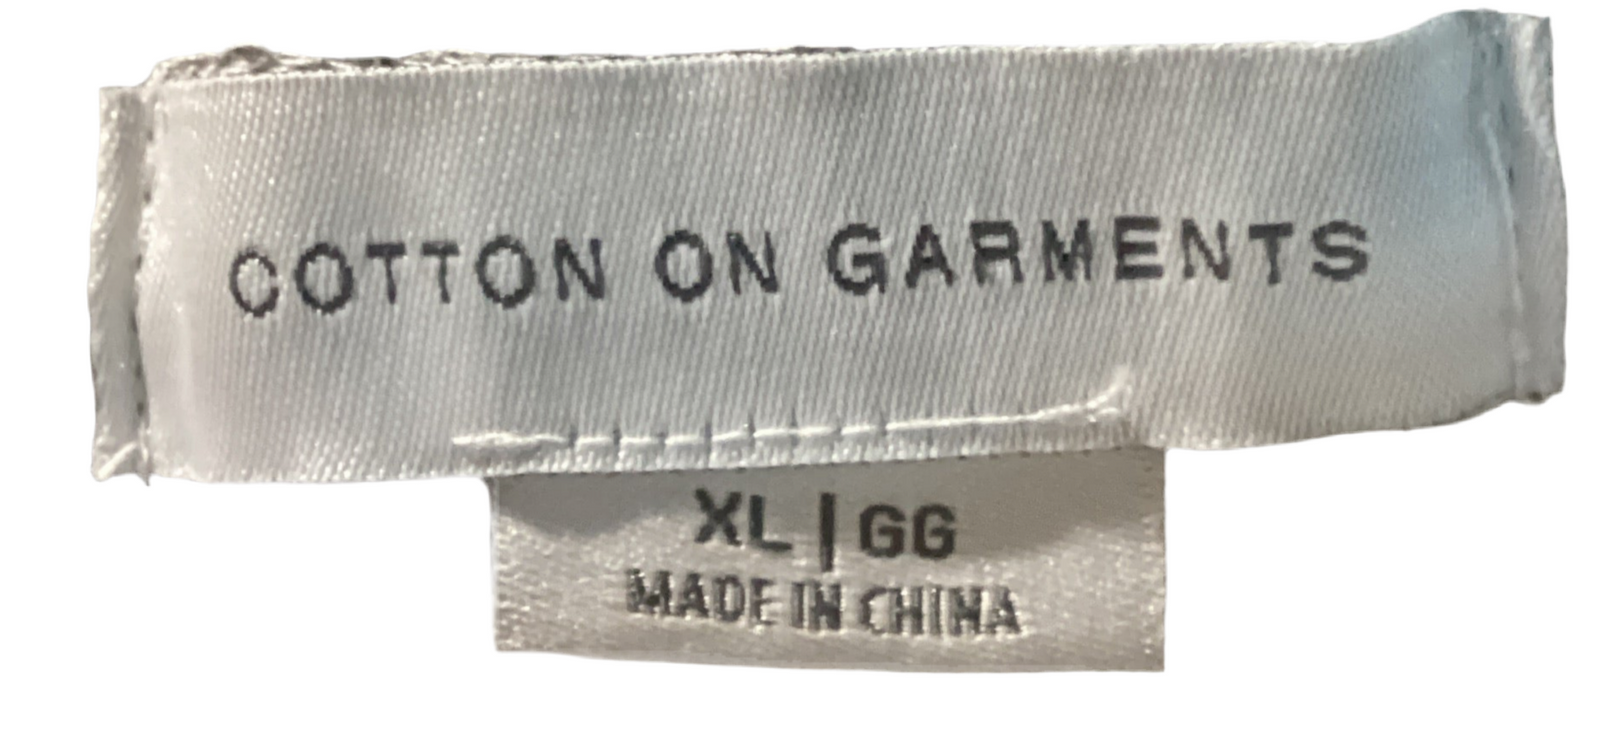 COTTON ON GARMENTS
XL | GG
MADE IN CHINA